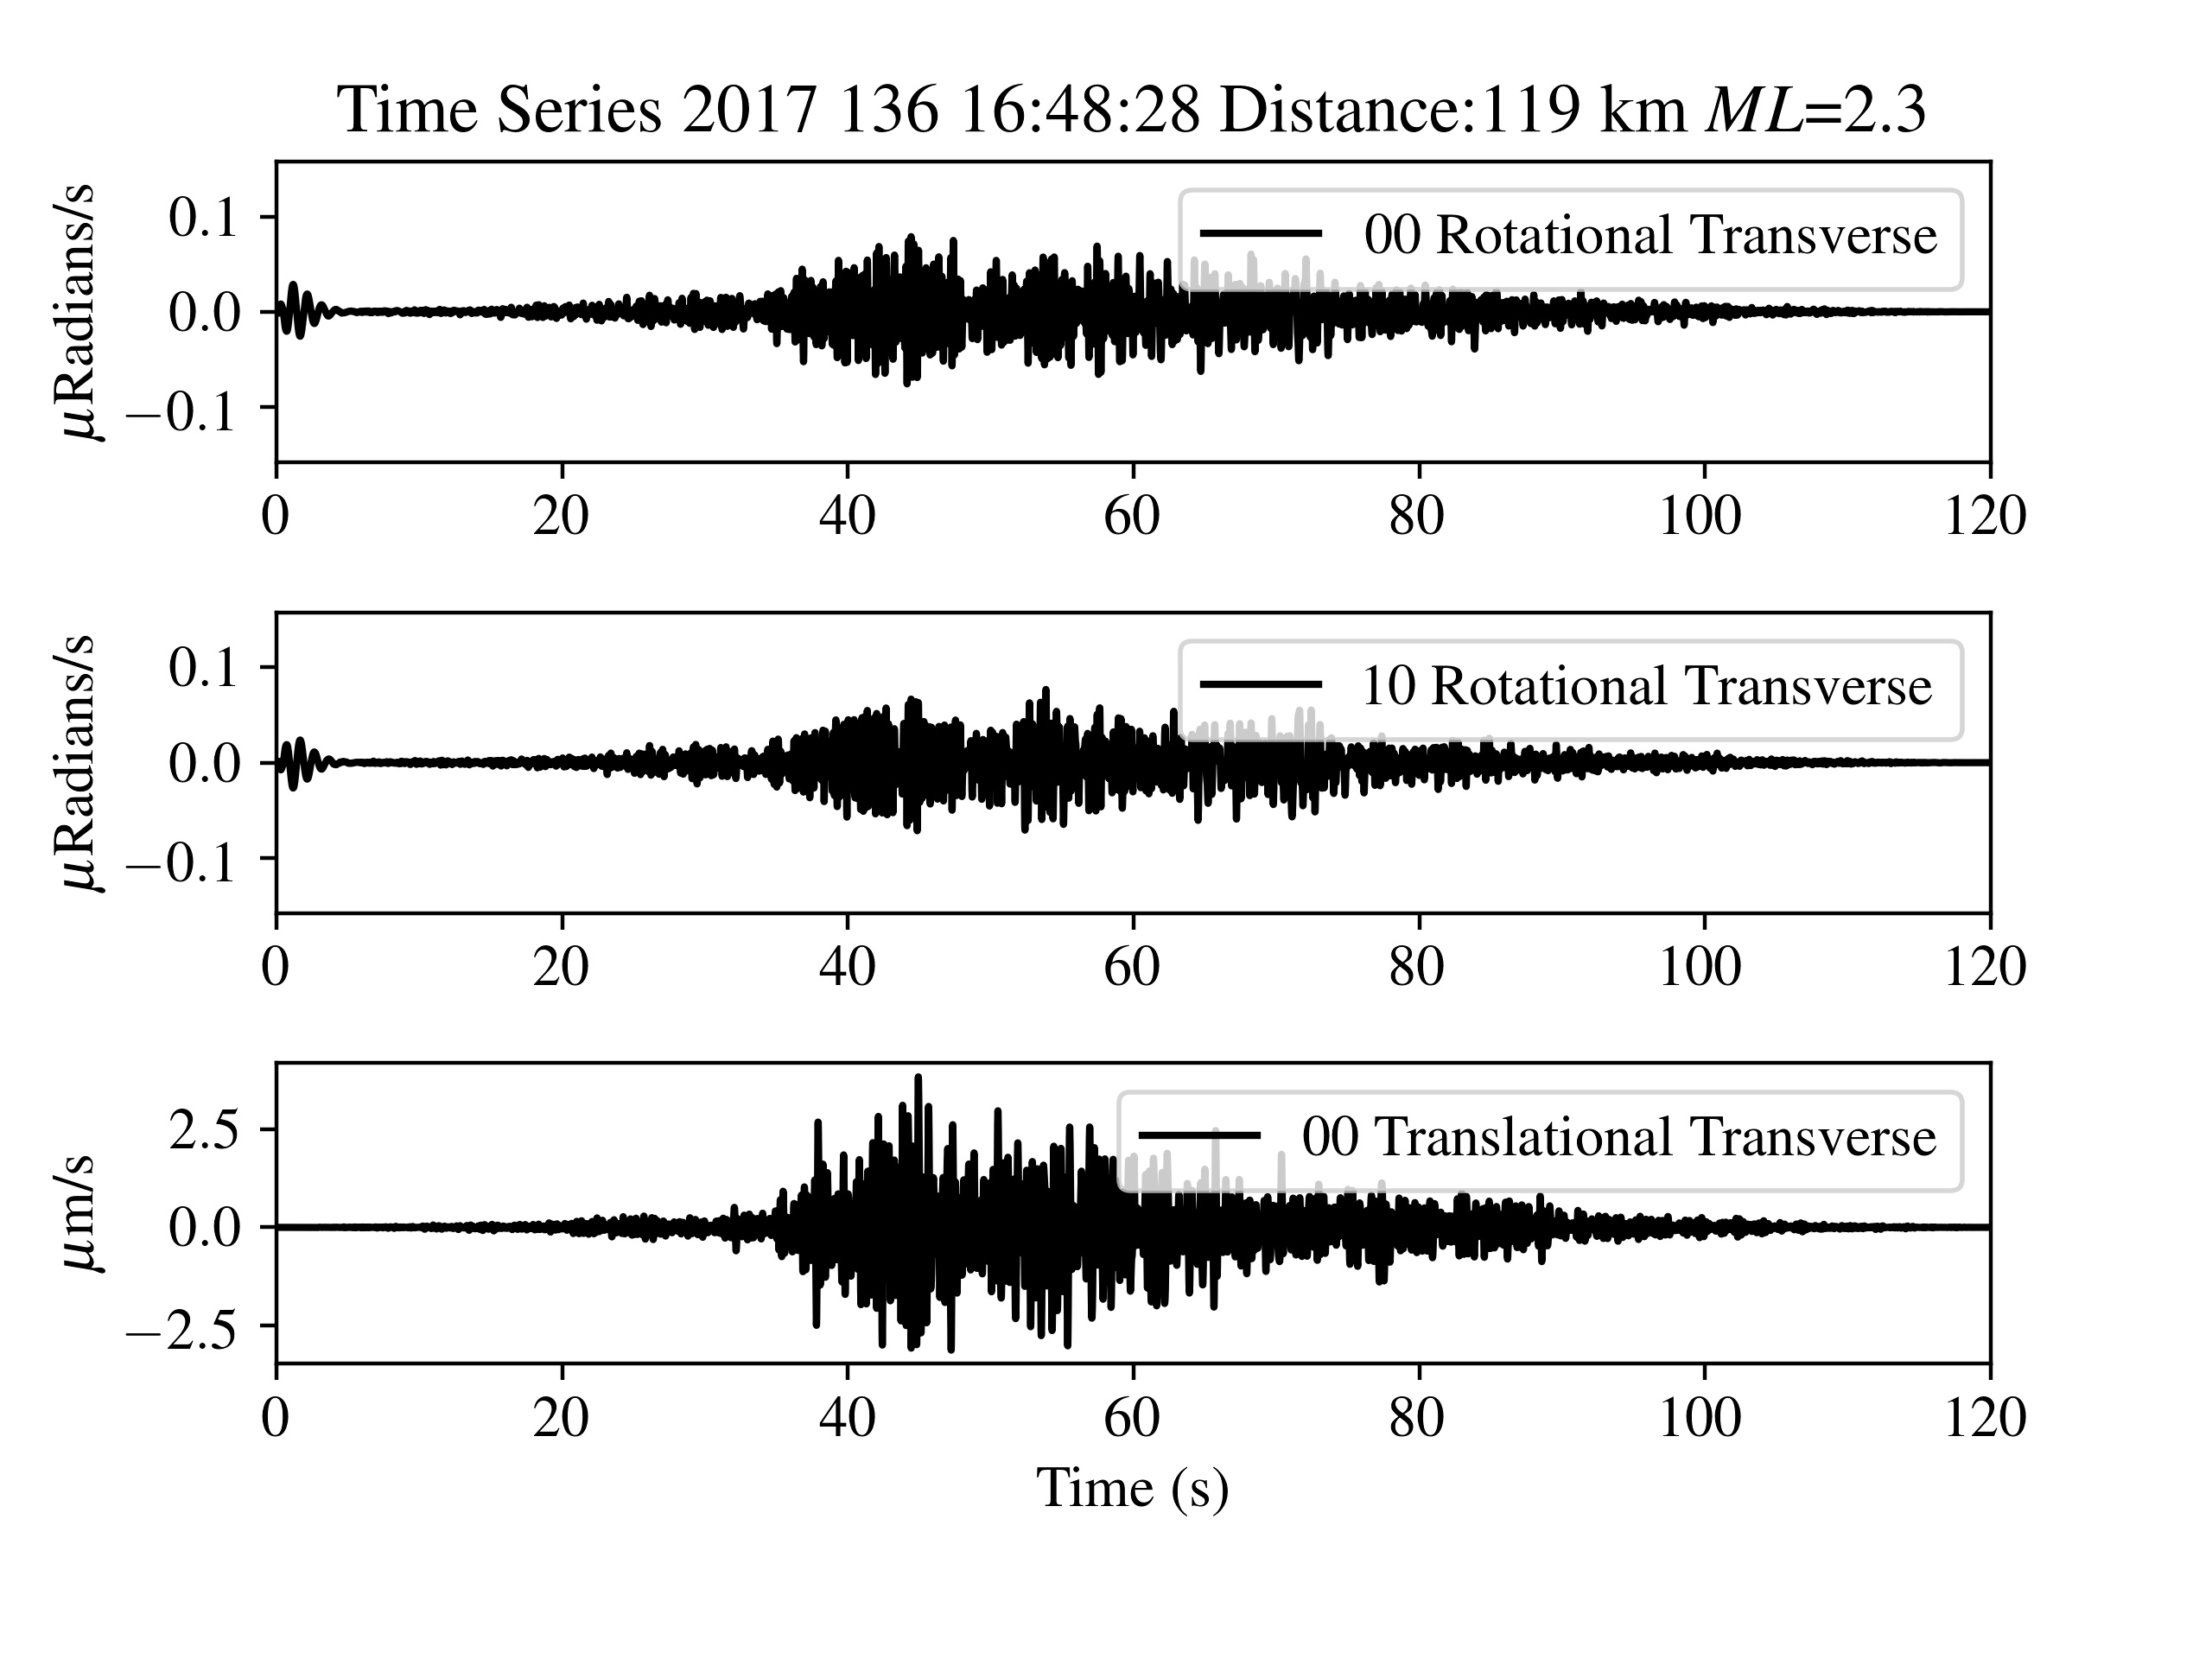 Time Series 2017 136 16:48:28 Distance:119 km ML=2.3
μRadians/s
0.1
0.0
−0.1
00 Rotational Transverse
0 20 40 60 80 100 120
μRadians/s
0.1
0.0
−0.1
10 Rotational Transverse
0 20 40 60 80 100 120
μm/s
2.5
0.0
−2.5
00 Translational Transverse
0 20 40 60 80 100 120
Time (s)